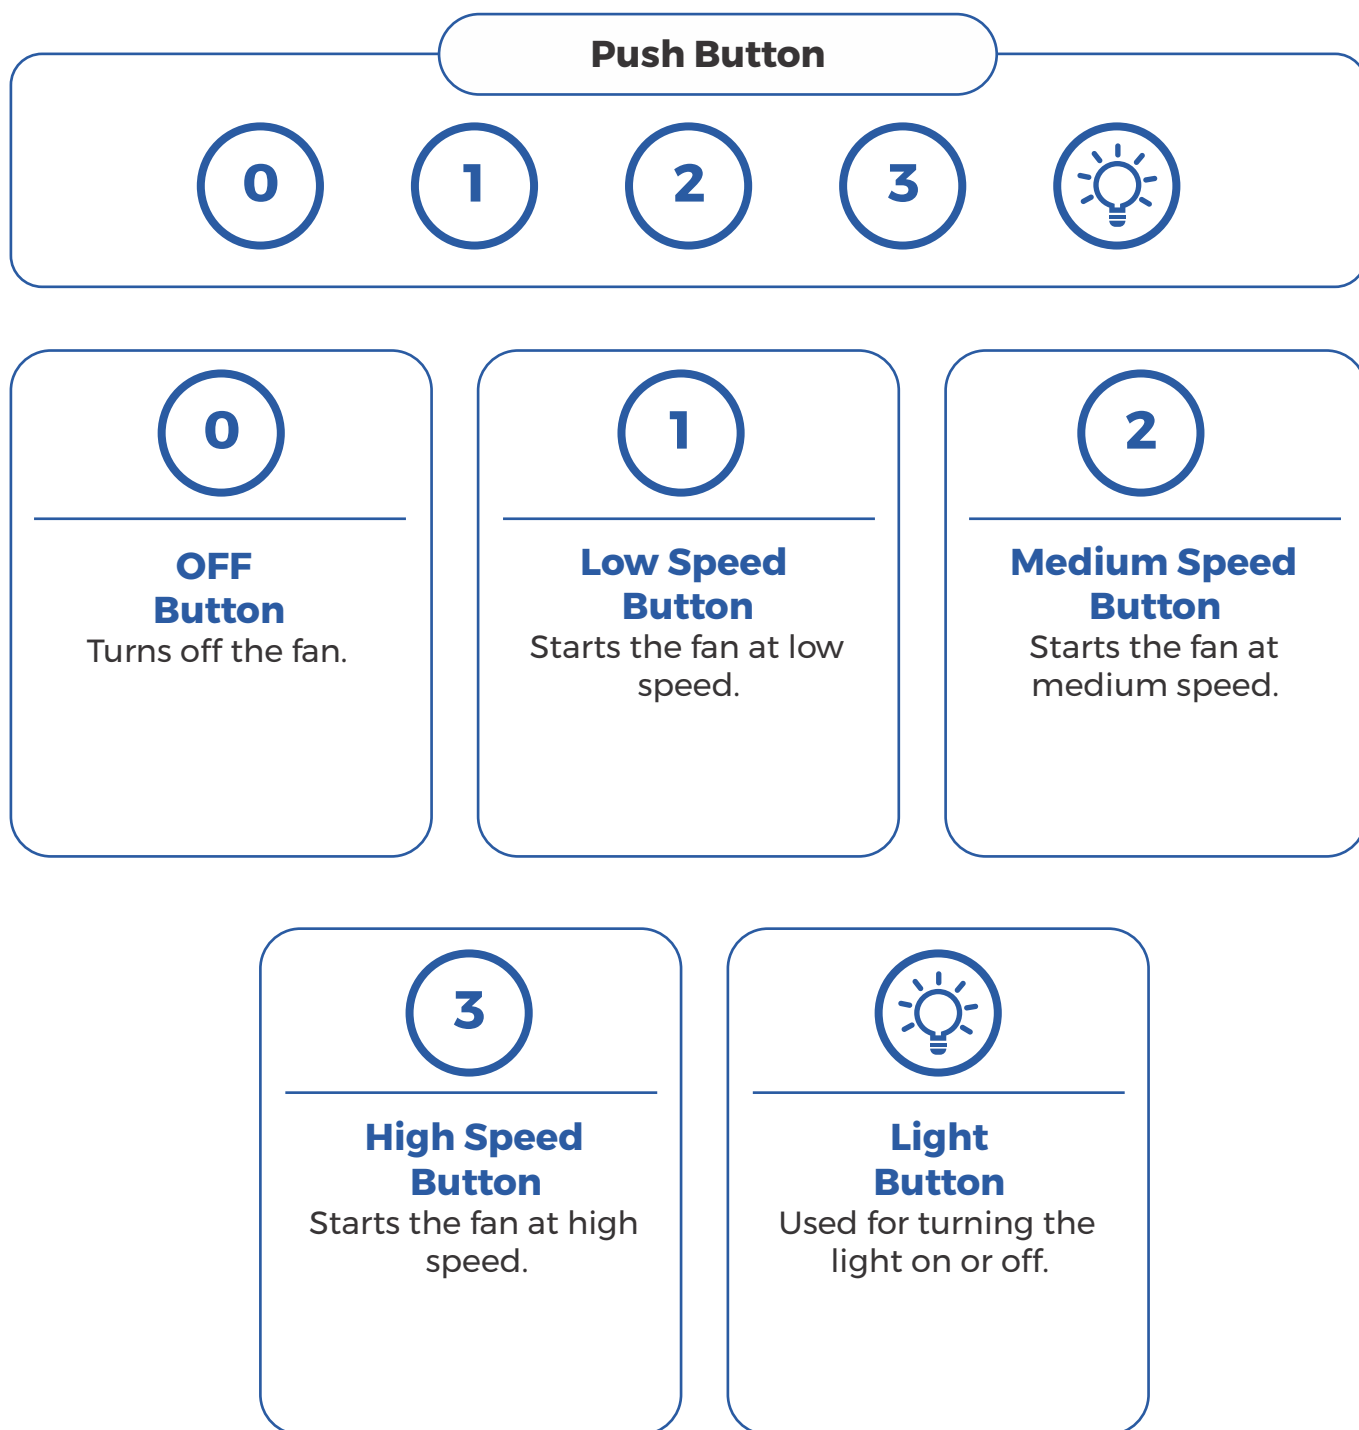 Push Button
0 1 2 3
0
OFF
Button
Turns off the fan.
1
Low Speed
Button
Starts the fan at low
speed.
2
Medium Speed
Button
Starts the fan at
medium speed.
3
High Speed
Button
Starts the fan at high
speed.
Light
Button
Used for turning the
light on or off.